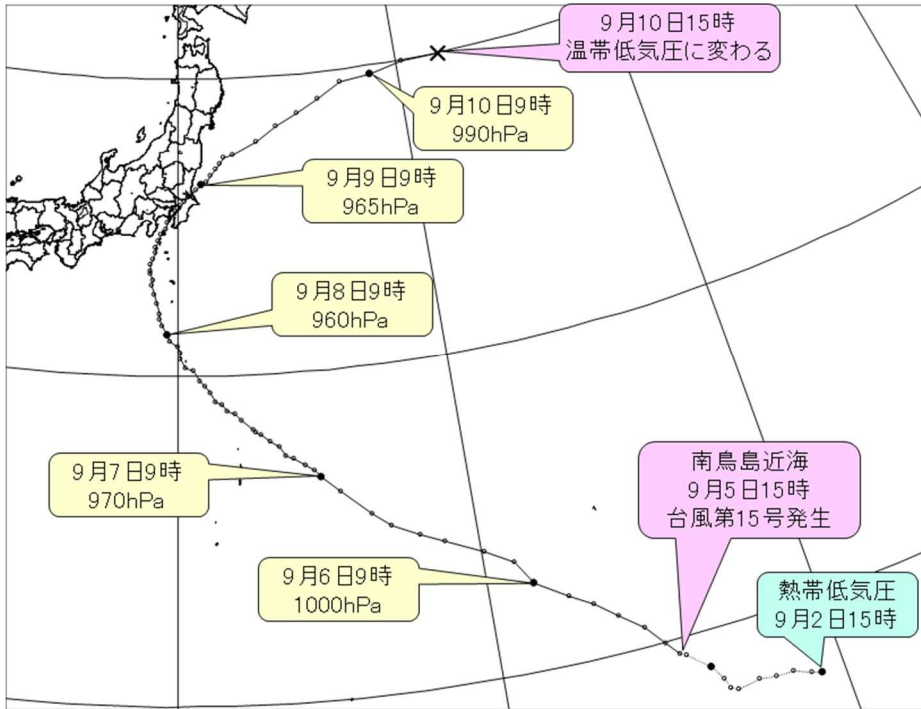 9月10日15時
温帯低気圧に変わる
9月10日9時
990hPa
9月9日9時
965hPa
9月8日9時
960hPa
9月7日9時
970hPa
南鳥島近海
9月5日15時
台風第15号発生
9月6日9時
1000hPa
熱帯低気圧
9月2日15時